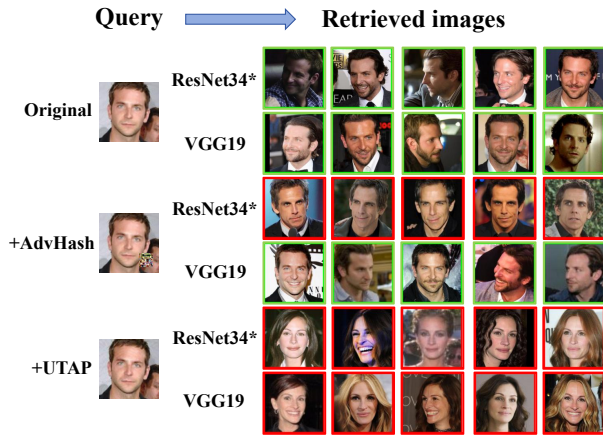 Query
Retrieved images
Original
ResNet34*
VGG19
+AdvHash
ResNet34*
VGG19
+UTAP
ResNet34*
VGG19